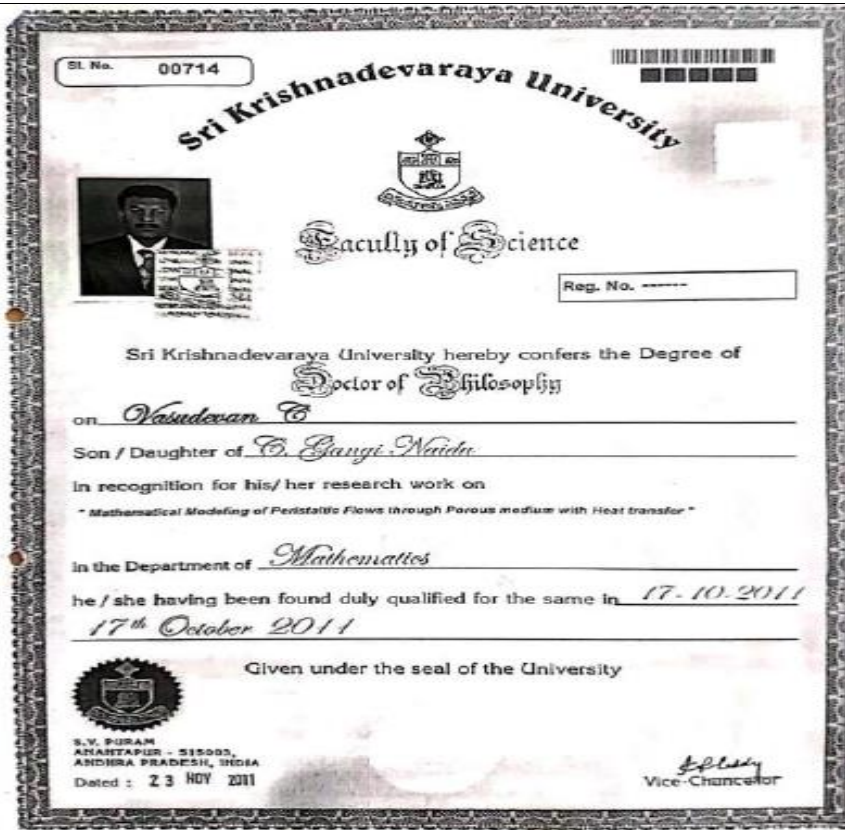 Sl. No. 00714
Sri Krishnadevaraya University
Faculty of Science
Reg. No. ------
Sri Krishnadevaraya University hereby confers the Degree of
Doctor of Philosophy
on Vasudevan C
Son / Daughter of C. Gangi Naidu
in recognition for his/ her research work on
" Mathematical Modeling of Peristaltic Flows through Porous medium with Heat transfer "
in the Department of Mathematics
he / she having been found duly qualified for the same in 17-10-2011
17th October 2011
Given under the seal of the University
S.V. PURAM
ANANTAPUR - 515003,
ANDHRA PRADESH, INDIA
Dated : 23 NOV 2011
Vice-Chancellor